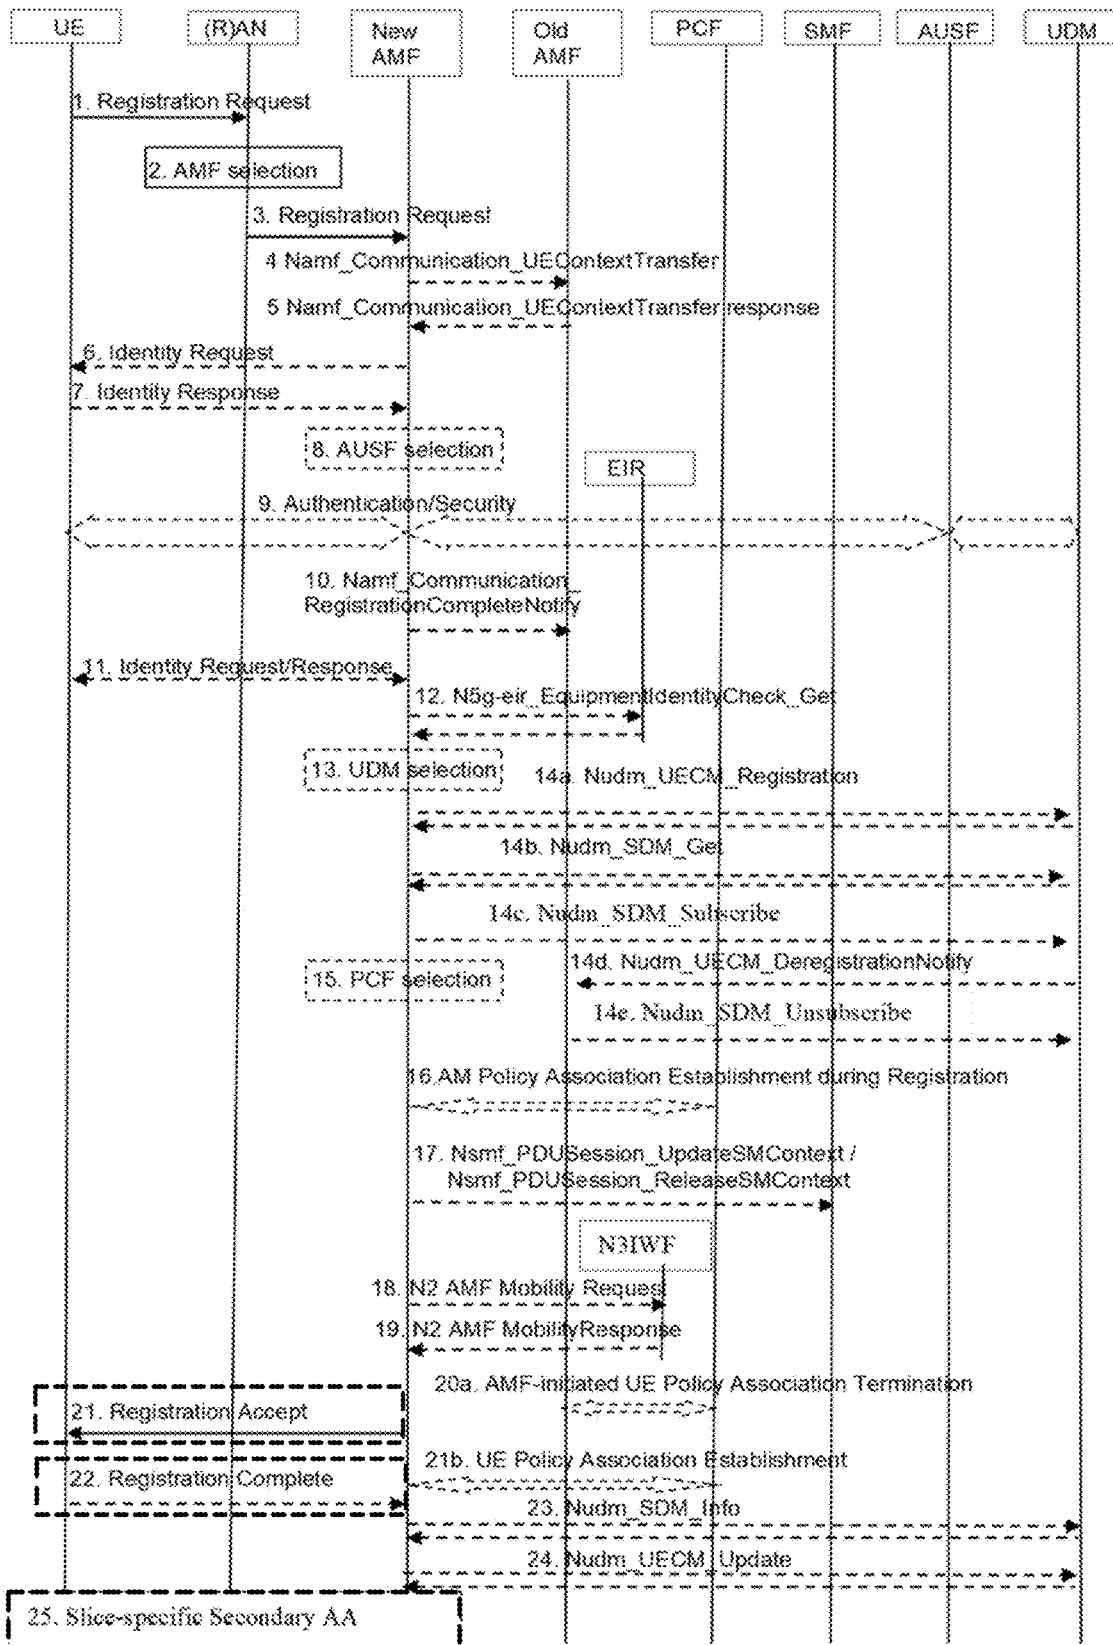 UE
(R)AN
New
AMF
Old
AMF
PCF
SMF
AUSF
UDM
1. Registration Request
2. AMF selection
3. Registration Request
4 Namf_Communication_UEContextTransfer
5 Namf_Communication_UEContextTransfer response
6. Identity Request
7. Identity Response
8. AUSF selection
EIR
9. Authentication/Security
10. Namf_Communication_
RegistrationCompleteNotify
11. Identity Request/Response
12. N5g-eir_EquipmentIdentityCheck_Get
13. UDM selection
14a. Nudm_UECM_Registration
14b. Nudm_SDM_Get
14c. Nudm_SDM_Subscribe
14d. Nudm_UECM_DeregistrationNotify
15. PCF selection
14e. Nudm_SDM_Unsubscribe
16.AM Policy Association Establishment during Registration
17. Nsmf_PDUSession_UpdateSMContext /
Nsmf_PDUSession_ReleaseSMContext
N3IWF
18. N2 AMF Mobility Request
19. N2 AMF MobilityResponse
20a. AMF-initiated UE Policy Association Termination
21. Registration Accept
21b. UE Policy Association Establishment
22. Registration Complete
23. Nudm_SDM_Info
24. Nudm_UECM_Update
25. Slice-specific Secondary AA